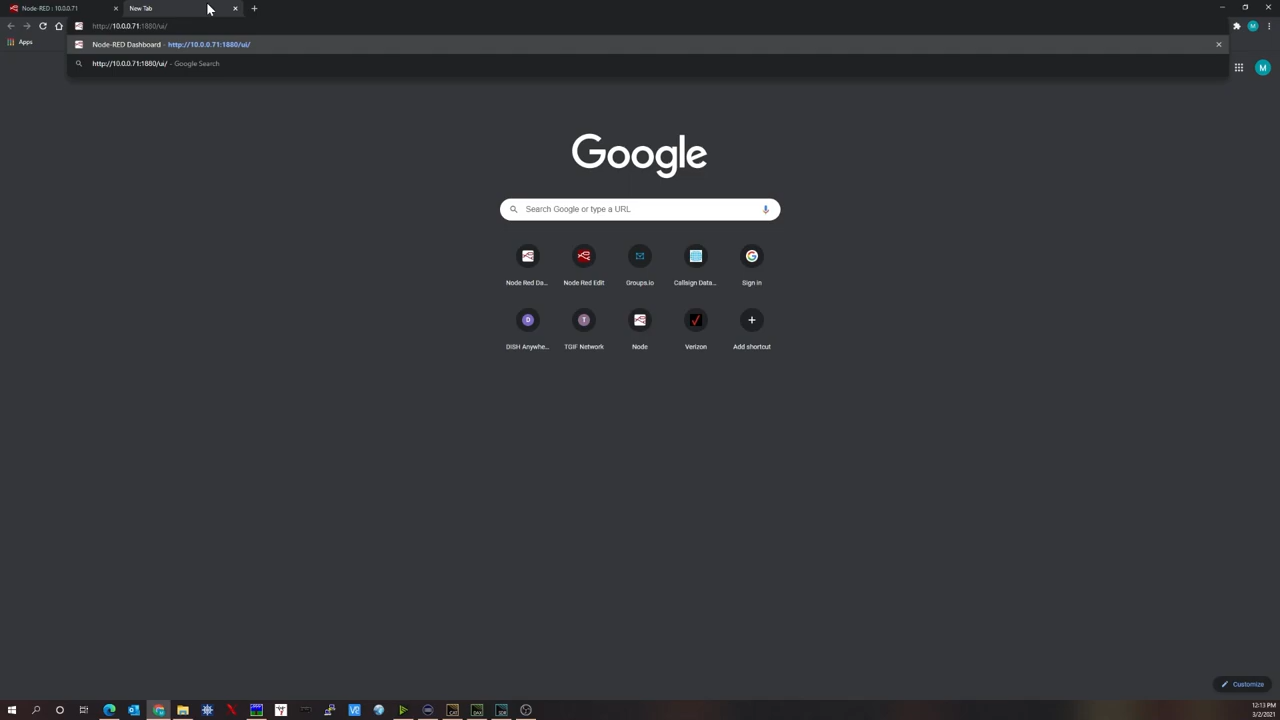 Node-RED : 10.0.0.71
New Tab
http://10.0.0.71:1880/ui/
Node-RED Dashboard - http://10.0.0.71:1880/ui/
http://10.0.0.71:1880/ui/ - Google Search
Apps
M
M
Google
Search Google or type a URL
Node Red Da...
Node Red Edit
Groups.io
Callsign Data...
Sign in
D
T
DISH Anywhe...
TGIF Network
Node
Verizon
Add shortcut
Customize
12:13 PM
3/2/2021